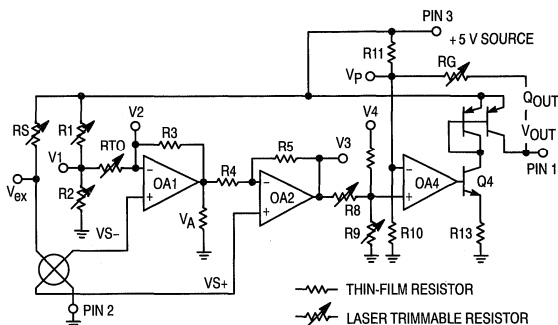 PIN 3
+5 V SOURCE
R11
VP
RG
QOUT
VOUT
PIN 1
RS
R1
V2
R3
V4
V1
RTO
R5
V3
R2
OA1
R4
OA2
R8
OA4
Q4
Vex
VS–
VA
VS+
R9
R10
R13
PIN 2
THIN-FILM RESISTOR
LASER TRIMMABLE RESISTOR